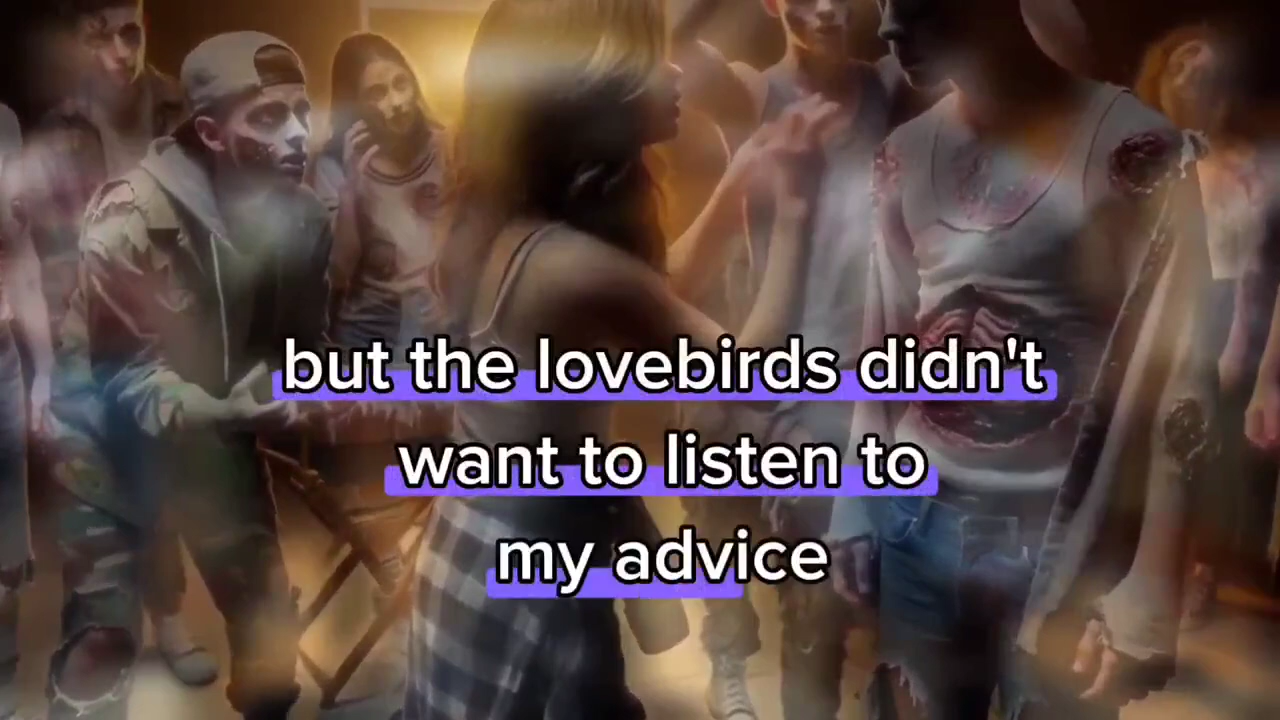 but the lovebirds didn't
want to listen to
my advice